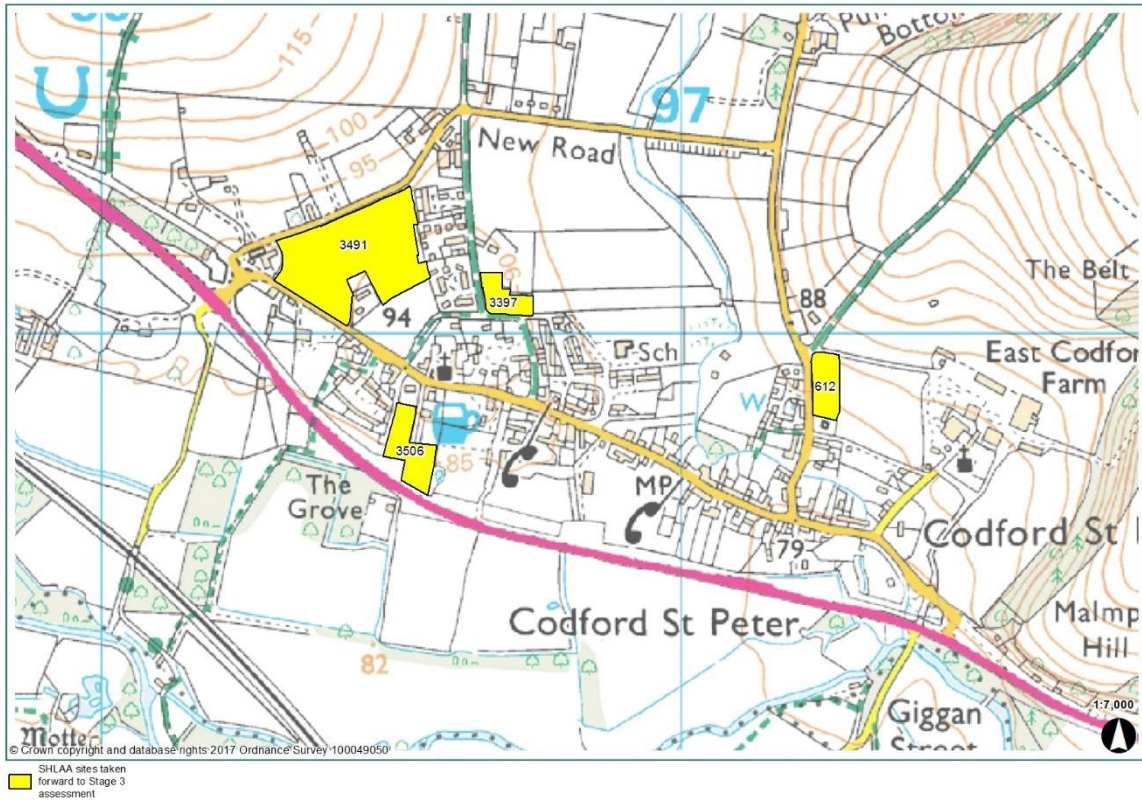 115
Bottom
100
97
New Road
95
3491
90
The Belt
3397
88
94
Sch
East Codfor
Farm
612
W
3506
85
The
Grove
MP
Codford St
79
Codford St Peter
Malmp
Hill
82
1:7,000
Giggan
Street
Motte
© Crown copyright and database rights 2017 Ordnance Survey 100049050
SHLAA sites taken
forward to Stage 3
assessment